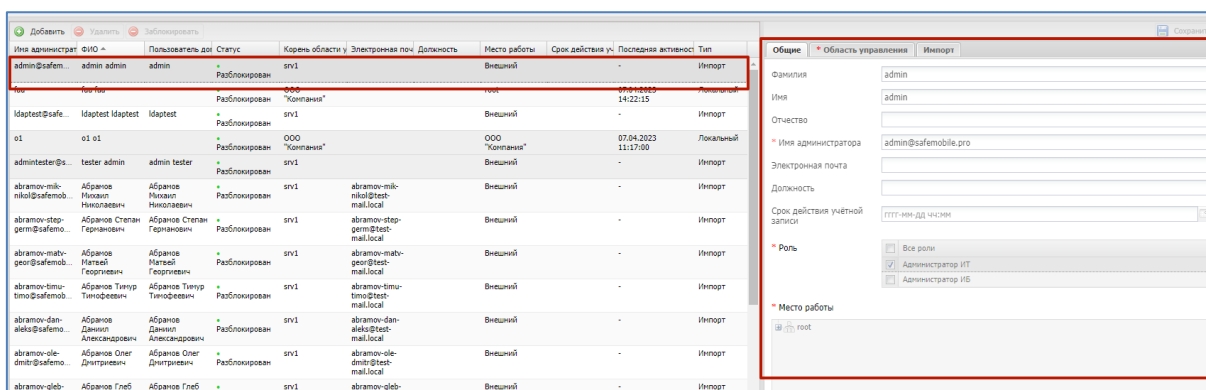 Добавить Удалить Заблокировать
Сохранить
Имя администрат ФИО Пользователь дог Статус Корень области у Электронная поч Должность Место работы Срок действия уч Последняя активнос Тип
admin@safem... admin admin admin Разблокирован srv1 Внешний - Импорт
fuu fuu fuu Разблокирован ООО "Компания" root 07.04.2023 14:22:15 Локальный
ldaptest@safe... ldaptest ldaptest ldaptest Разблокирован srv1 Внешний - Импорт
o1 o1 o1 Разблокирован ООО "Компания" ООО "Компания" 07.04.2023 11:17:00 Локальный
admintester@s... tester admin admin tester Разблокирован srv1 Внешний - Импорт
abramov-mik-nikol@safemob... Абрамов Михаил Николаевич Абрамов Михаил Николаевич Разблокирован srv1 abramov-mik-nikol@test-mail.local Внешний - Импорт
abramov-step-germ@safemo... Абрамов Степан Германович Абрамов Степан Германович Разблокирован srv1 abramov-step-germ@test-mail.local Внешний - Импорт
abramov-matv-geor@safemob... Абрамов Матвей Георгиевич Абрамов Матвей Георгиевич Разблокирован srv1 abramov-matv-geor@test-mail.local Внешний - Импорт
abramov-timu-timo@safemob... Абрамов Тимур Тимофеевич Абрамов Тимур Тимофеевич Разблокирован srv1 abramov-timu-timo@test-mail.local Внешний - Импорт
abramov-dan-aleks@safemo... Абрамов Даниил Александрович Абрамов Даниил Александрович Разблокирован srv1 abramov-dan-aleks@test-mail.local Внешний - Импорт
abramov-ole-dmitr@safemo... Абрамов Олег Дмитриевич Абрамов Олег Дмитриевич Разблокирован srv1 abramov-ole-dmitr@test-mail.local Внешний - Импорт
abramov-gleb- Абрамов Глеб Абрамов Глеб srv1 abramov-gleb- Внешний - Импорт
Общие * Область управления Импорт
Фамилия admin
Имя admin
Отчество
* Имя администратора admin@safemobile.pro
Электронная почта
Должность
Срок действия учётной записи гггг-мм-дд чч:мм
* Роль Все роли
Администратор ИТ
Администратор ИБ
* Место работы
root